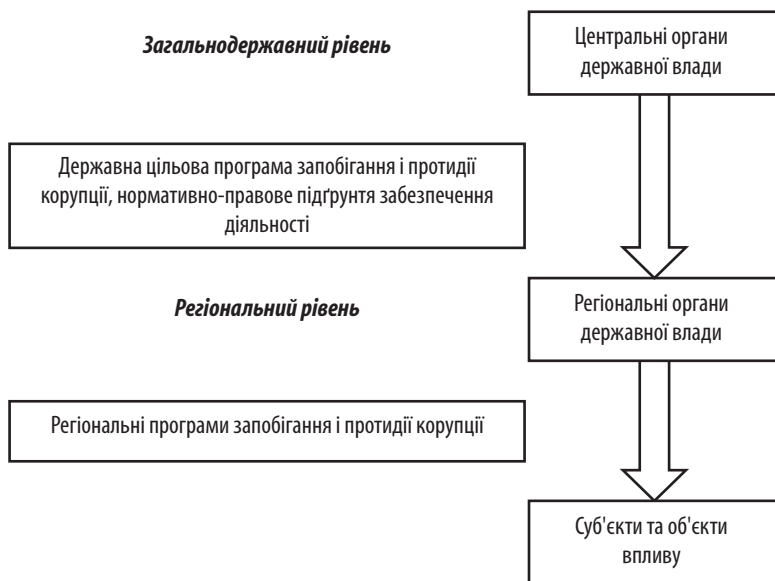 Загальнодержавний рівень
Центральні органи
державної влади
Державна цільова програма запобігання і протидії
корупції, нормативно-правове підґрунтя забезпечення
діяльності
Регіональний рівень
Регіональні органи
державної влади
Регіональні програми запобігання і протидії корупції
Суб'єкти та об'єкти
впливу